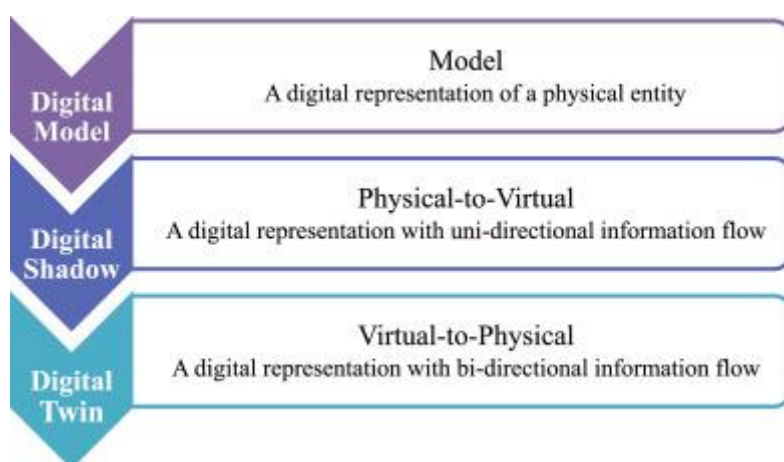 Digital
Model
Model
A digital representation of a physical entity
Digital
Shadow
Physical-to-Virtual
A digital representation with uni-directional information flow
Digital
Twin
Virtual-to-Physical
A digital representation with bi-directional information flow